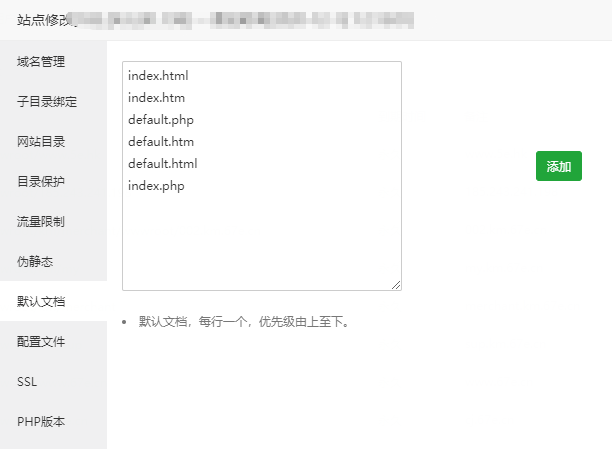 站点修改
域名管理
子目录绑定
网站目录
目录保护
流量限制
伪静态
默认文档
配置文件
SSL
PHP版本
index.html
index.htm
default.php
default.htm
default.html
index.php
添加
默认文档，每行一个，优先级由上至下。